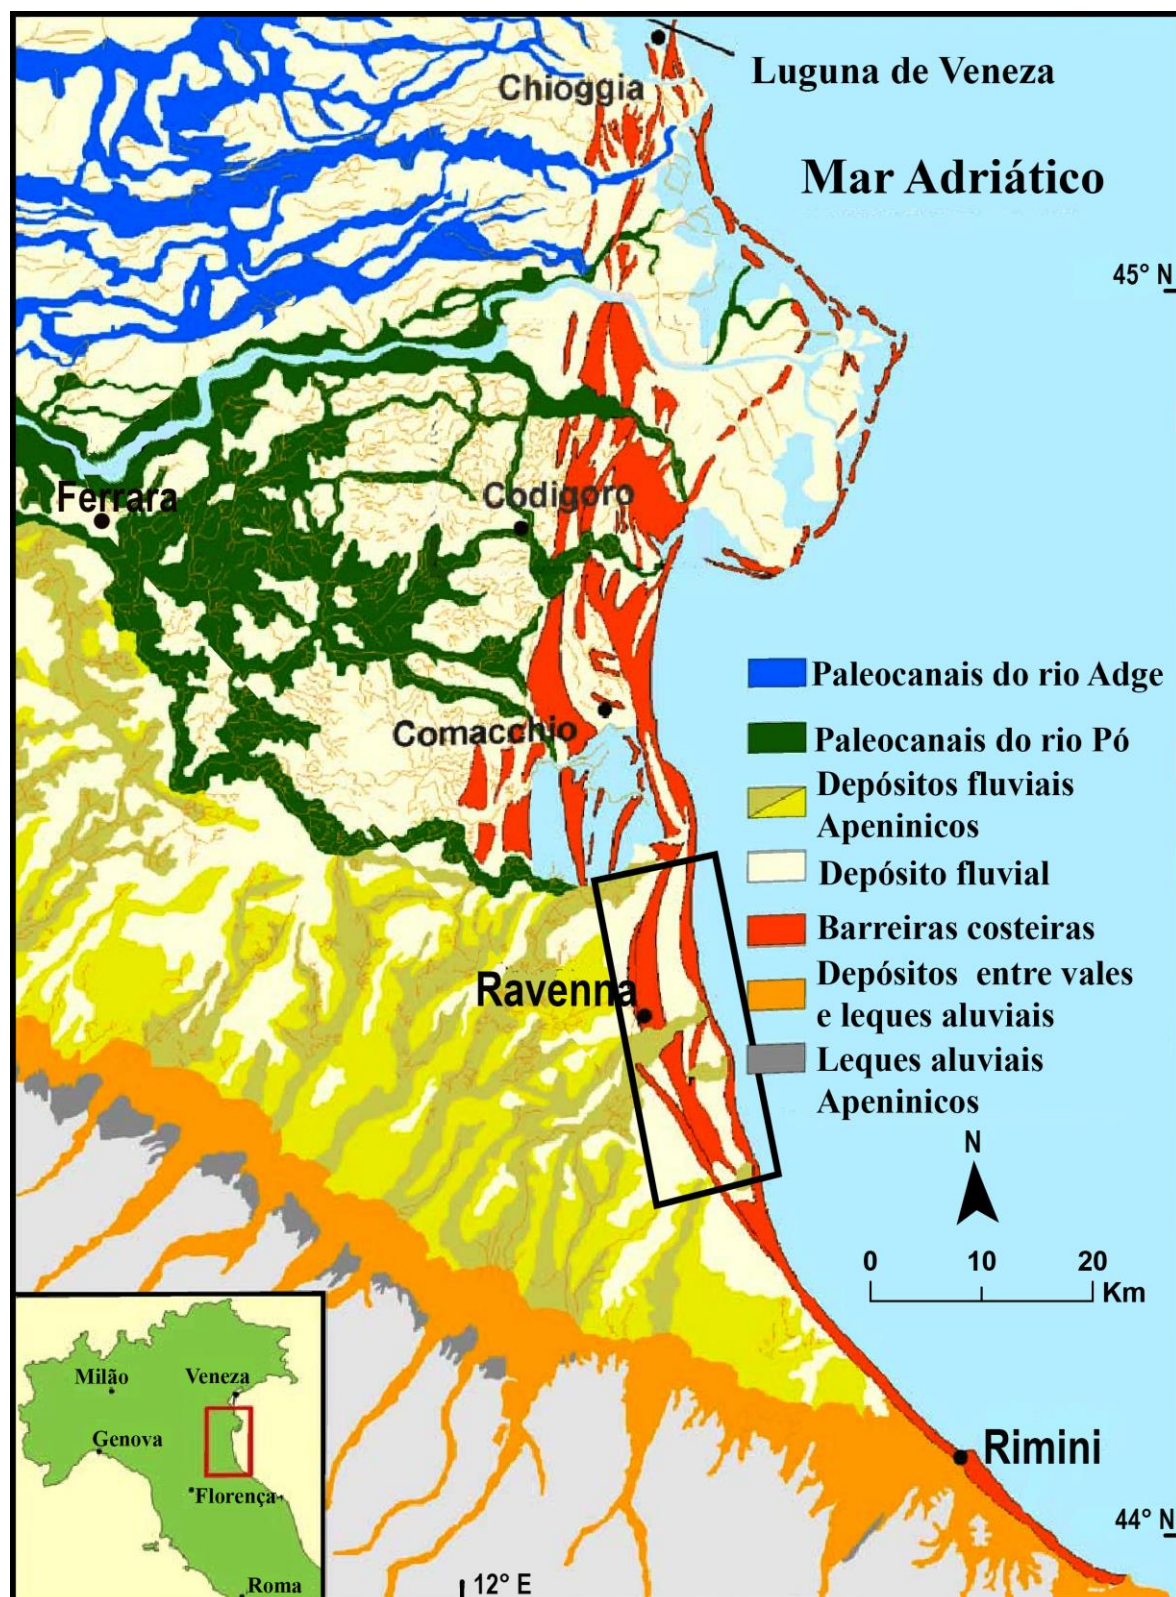 Luguna de Veneza
Chioggia
Mar Adriático
45° N
Ferrara
Codigoro
Comacchio
Paleocanais do rio Adge
Paleocanais do rio Pó
Depósitos fluviais
Apeninicos
Depósito fluvial
Barreiras costeiras
Depósitos entre vales
e leques aluviais
Leques aluviais
Apeninicos
Ravenna
N
0 10 20
Km
Rimini
44° N
12° E
Milão
Veneza
Genova
Florença
Roma